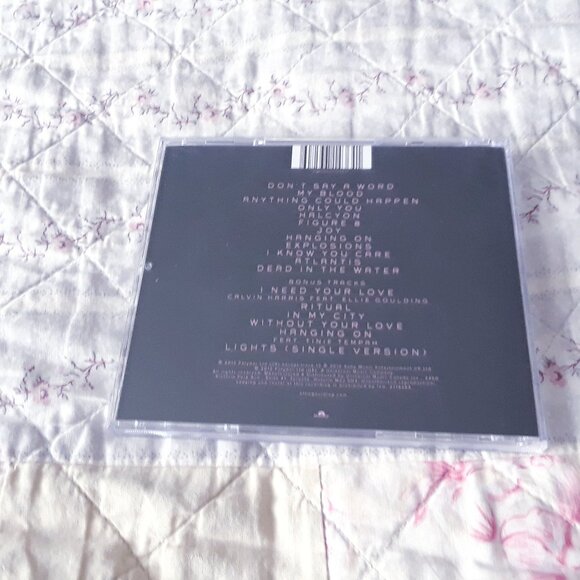 DON'T SAY A WORD
MY BLOOD
ANYTHING COULD HAPPEN
ONLY YOU
HALCYON
FIGURE 8
JOY
HANGING ON
EXPLOSIONS
I KNOW YOU CARE
ATLANTIS
DEAD IN THE WATER
BONUS TRACKS
I NEED YOUR LOVE
CALVIN HARRIS FEAT. ELLIE GOULDING
RITUAL
IN MY CITY
WITHOUT YOUR LOVE
HANGING ON
FEAT. TINIE TEMPAH
LIGHTS (SINGLE VERSION)
elliegoulding.com